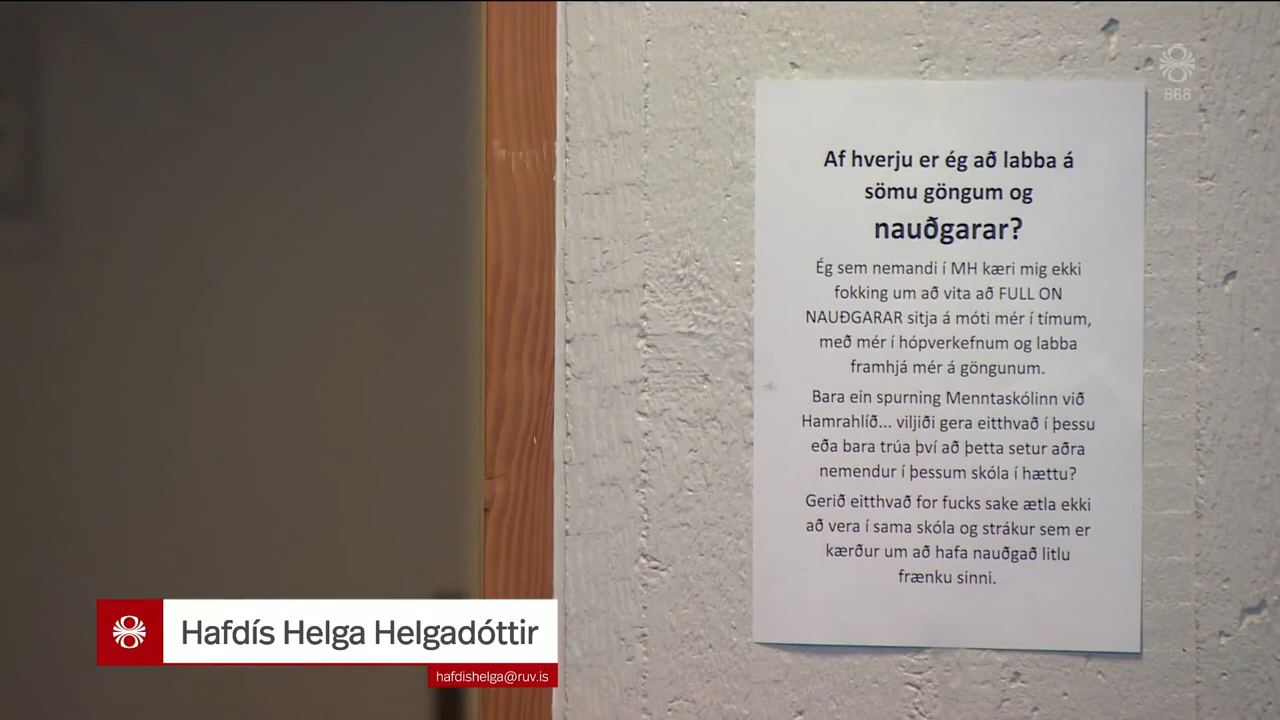 888
Af hverju er ég að labba á
sömu göngum og
nauðgarar?
Ég sem nemandi í MH kæri mig ekki
fokking um að vita að FULL ON
NAUÐGARAR sitja á móti mér í tímum,
með mér í hópverkefnum og labba
framhjá mér á göngunum.
Bara ein spurning Menntaskólinn við
Hamrahlíð... viljiði gera eitthvað í þessu
eða bara trúa því að þetta setur aðra
nemendur í þessum skóla í hættu?
Gerið eitthvað for fucks sake ætla ekki
að vera í sama skóla og strákur sem er
kærður um að hafa nauðgað litlu
frænku sinni.
Hafdís Helga Helgadóttir
hafdishelga@ruv.is